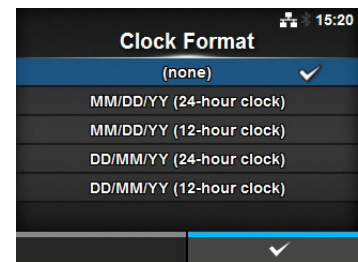 15:20
Clock Format
(none)
MM/DD/YY (24-hour clock)
MM/DD/YY (12-hour clock)
DD/MM/YY (24-hour clock)
DD/MM/YY (12-hour clock)